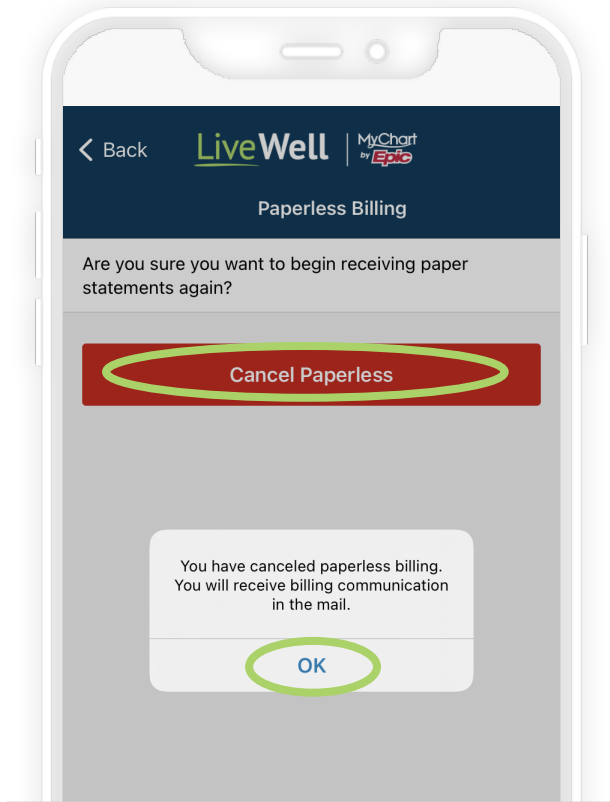 Back
LiveWell
MyChart
by Epic
Paperless Billing
Are you sure you want to begin receiving paper
statements again?
Cancel Paperless
You have canceled paperless billing.
You will receive billing communication
in the mail.
OK